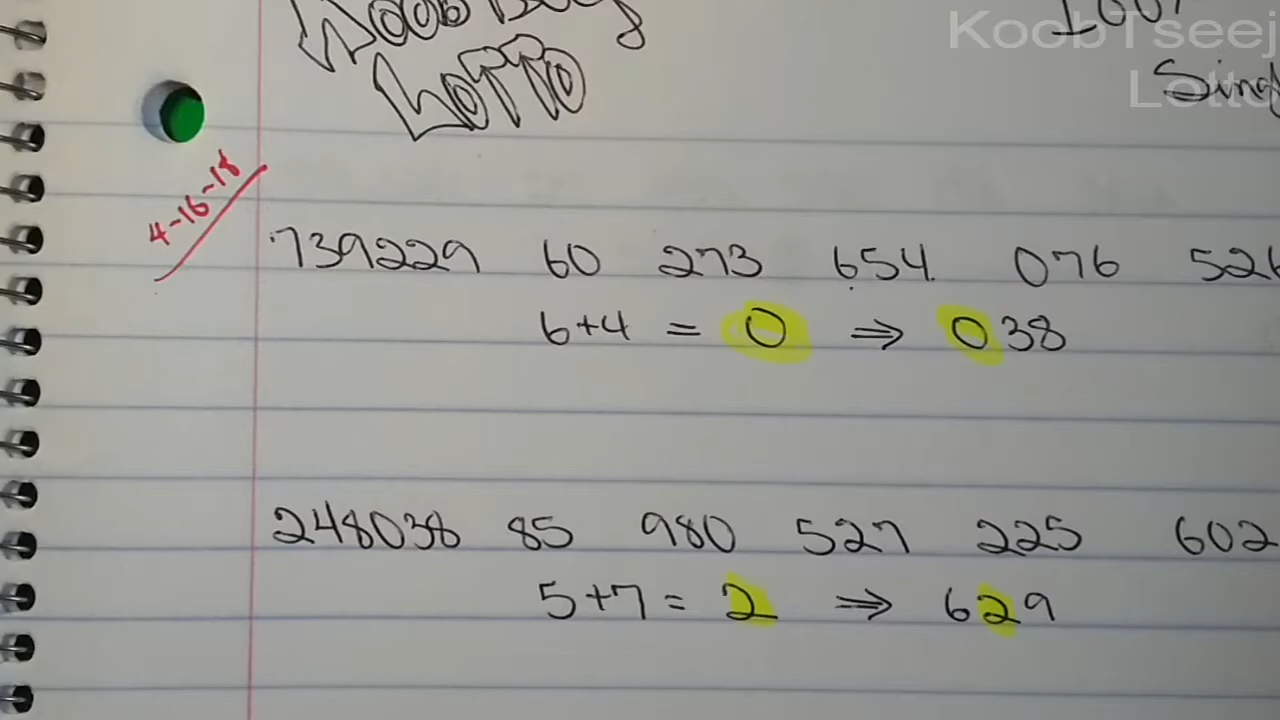 KoobTseej
Lotto
LOTTO
4-16-18
739229 60 273 654 076 526
6+4 = 0 ⇒ 038
248038 85 980 527 225 602
5+7 = 2 ⇒ 629